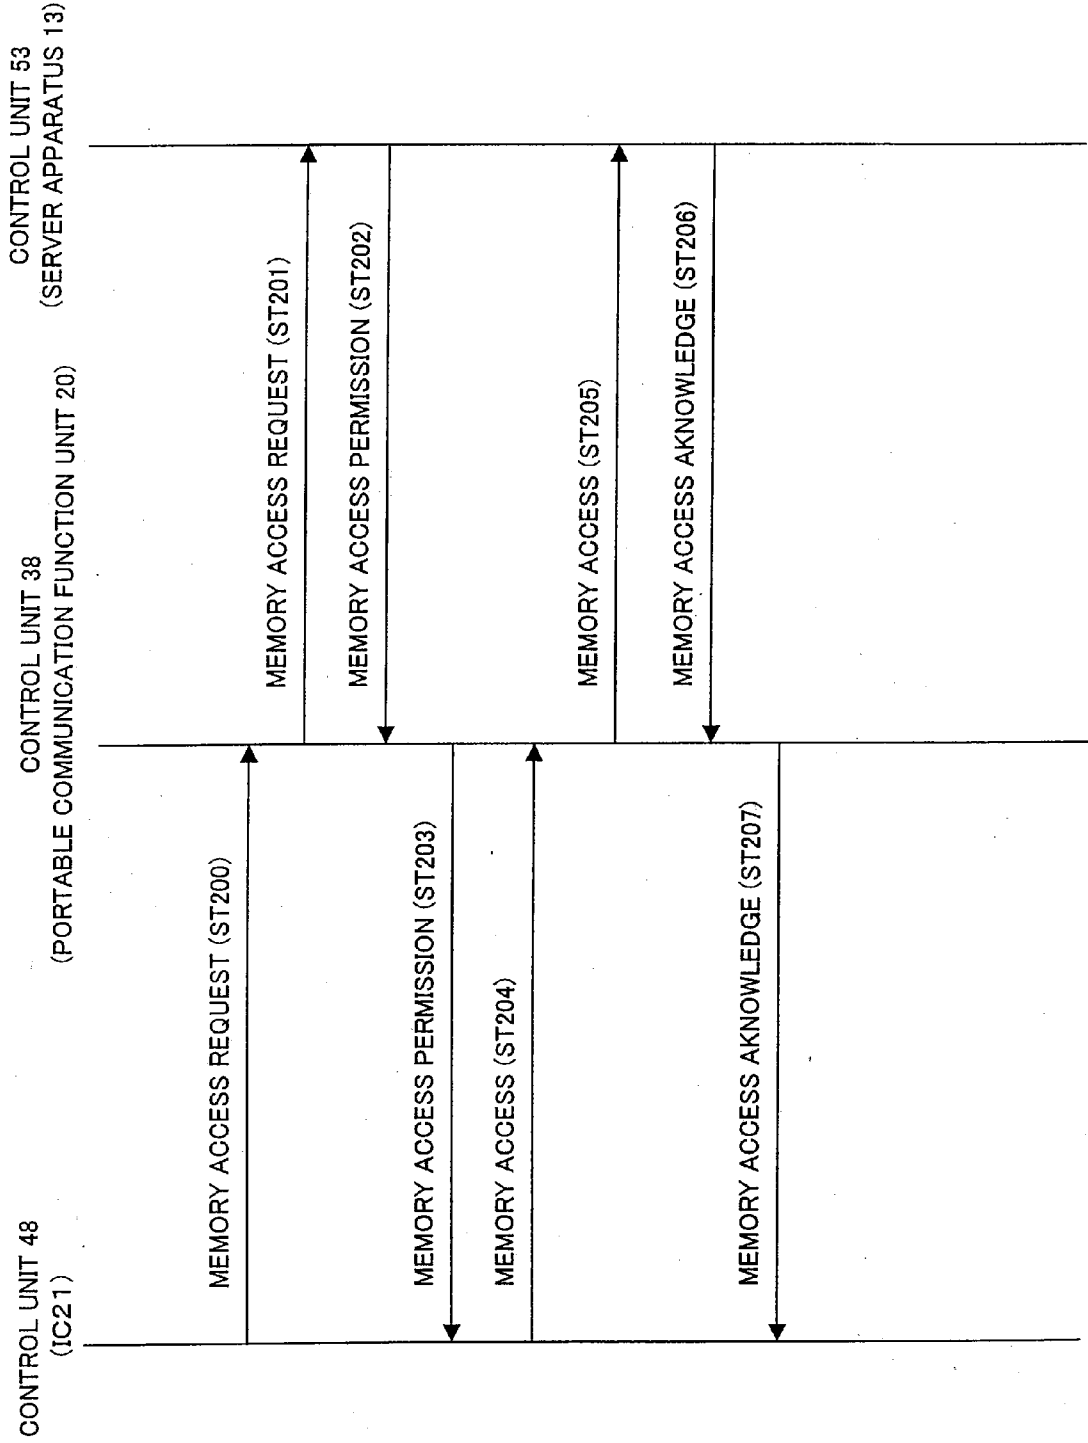 CONTROL UNIT 48
(IC21)
CONTROL UNIT 38
(PORTABLE COMMUNICATION FUNCTION UNIT 20)
CONTROL UNIT 53
(SERVER APPARATUS 13)
MEMORY ACCESS REQUEST (ST200)
MEMORY ACCESS REQUEST (ST201)
MEMORY ACCESS PERMISSION (ST202)
MEMORY ACCESS PERMISSION (ST203)
MEMORY ACCESS (ST204)
MEMORY ACCESS (ST205)
MEMORY ACCESS AKNOWLEDGE (ST206)
MEMORY ACCESS AKNOWLEDGE (ST207)